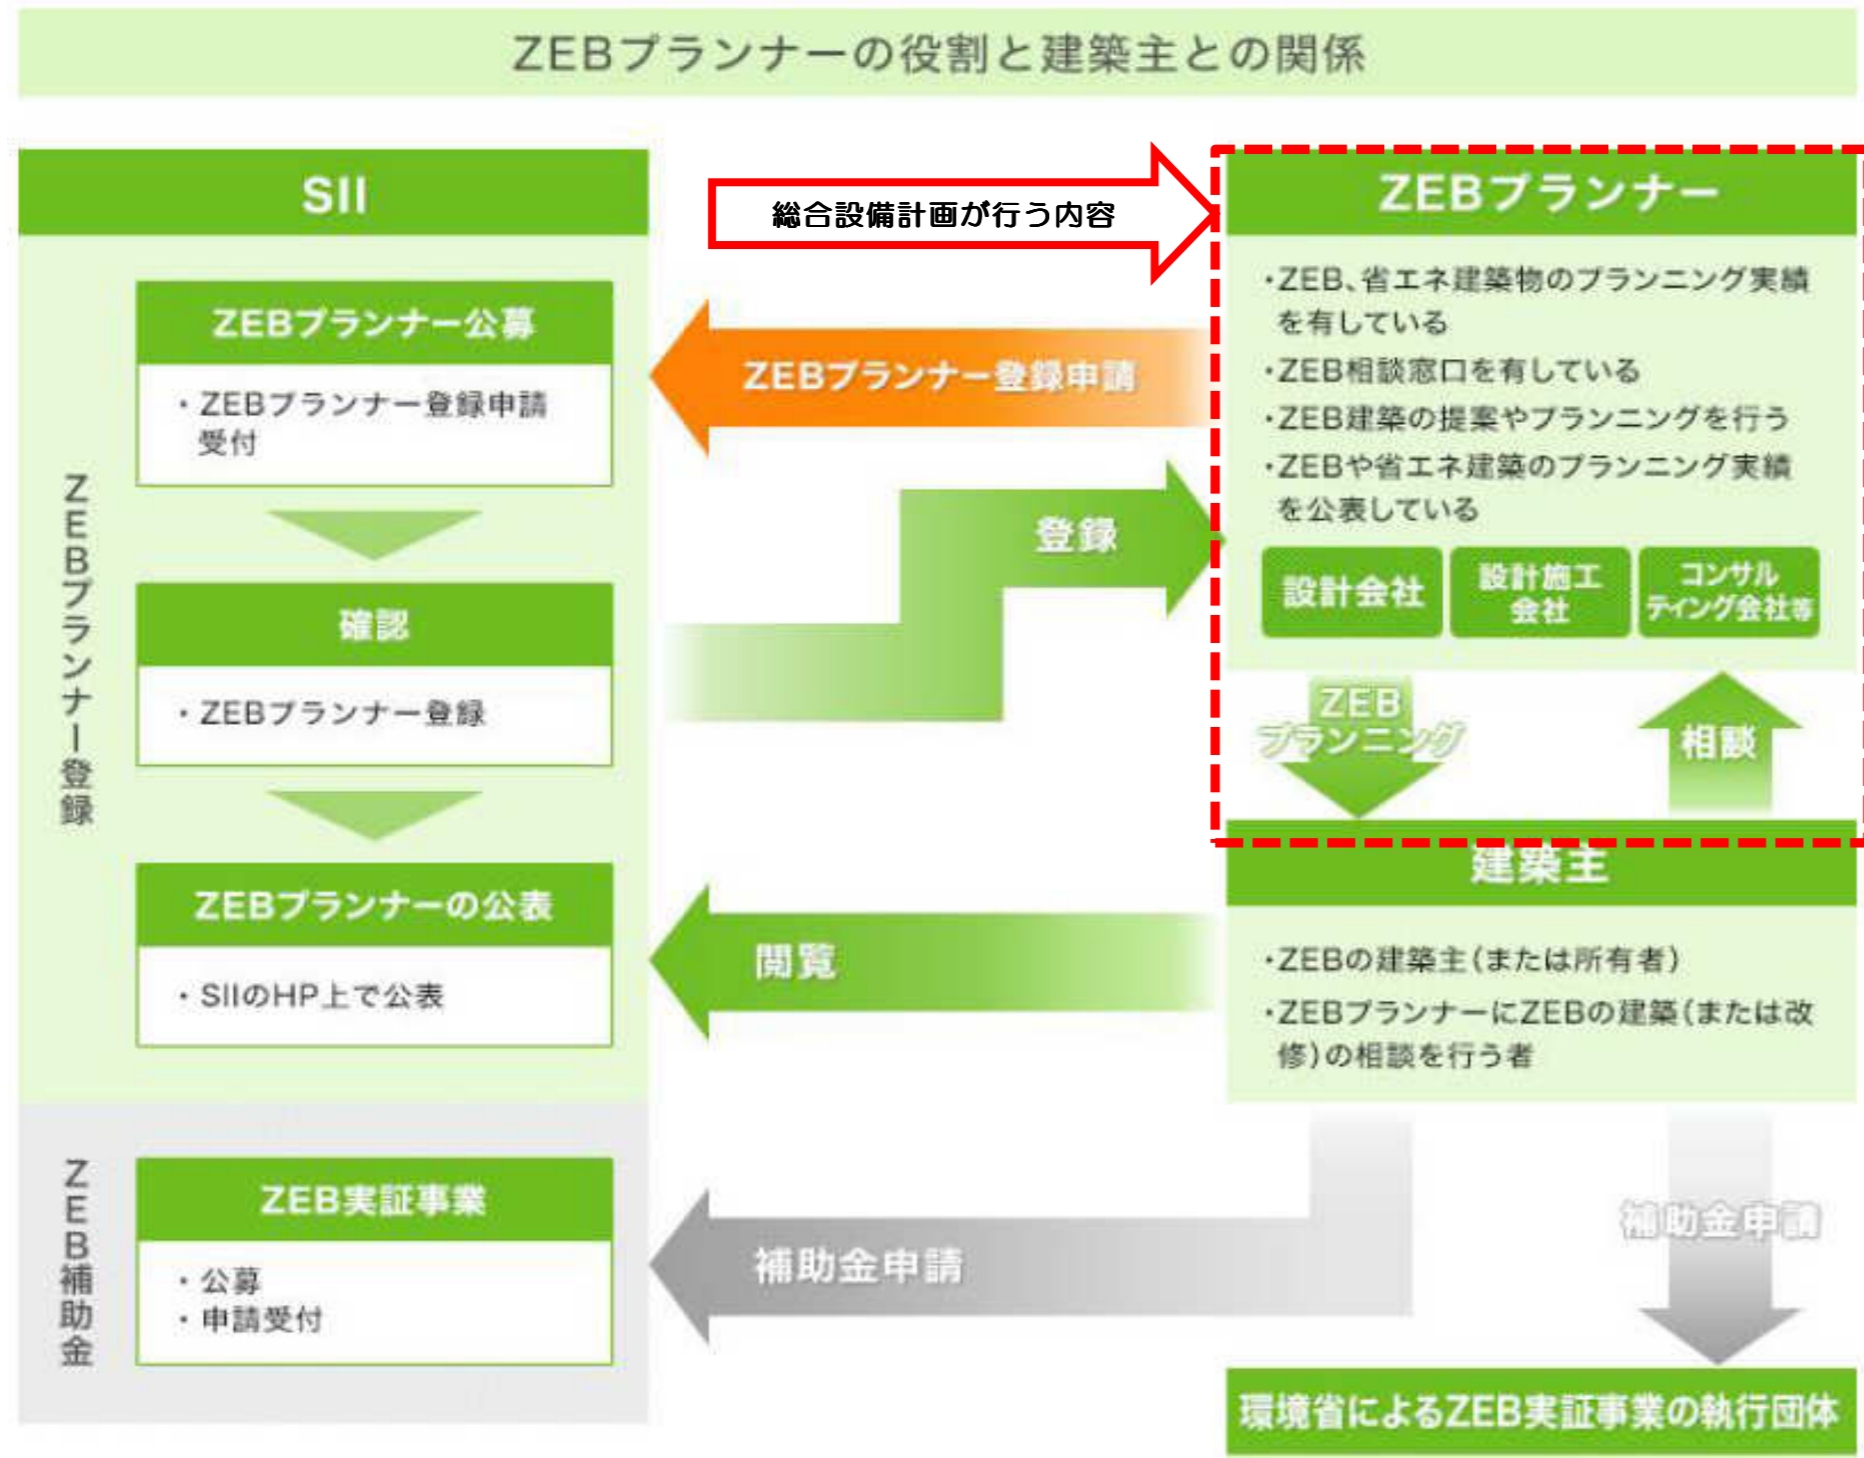 ZEBプランナーの役割と建築主との関係
SII
ZEBプランナー登録
ZEBプランナー公募
・ZEBプランナー登録申請
受付
確認
・ZEBプランナー登録
ZEBプランナーの公表
・SIIのHP上で公表
ZEB補助金
ZEB実証事業
・公募
・申請受付
総合設備計画が行う内容
ZEBプランナー登録申請
登録
閲覧
補助金申請
ZEBプランナー
・ZEB、省エネ建築物のプランニング実績
を有している
・ZEB相談窓口を有している
・ZEB建築の提案やプランニングを行う
・ZEBや省エネ建築のプランニング実績
を公表している
設計会社
設計施工
会社
コンサル
ティング会社等
ZEB
プランニング
相談
建築主
・ZEBの建築主(または所有者)
・ZEBプランナーにZEBの建築(または改
修)の相談を行う者
補助金申請
環境省によるZEB実証事業の執行団体